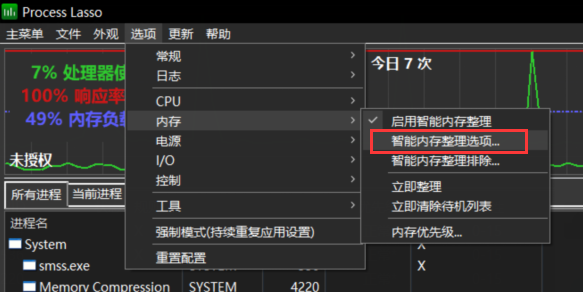 Process Lasso
主菜单 文件 外观 选项 更新 帮助
7% 处理器使
100% 响应率
49% 内存负载
未授权
今日 7 次
常规
日志
CPU
内存
电源
I/O
控制
工具
强制模式(持续重复应用设置)
重置配置
启用智能内存整理
智能内存整理选项...
智能内存整理排除...
立即整理
立即清除待机列表
内存优先级...
所有进程 当前进程
进程名
System X
smss.exe X
Memory Compression SYSTEM 4220